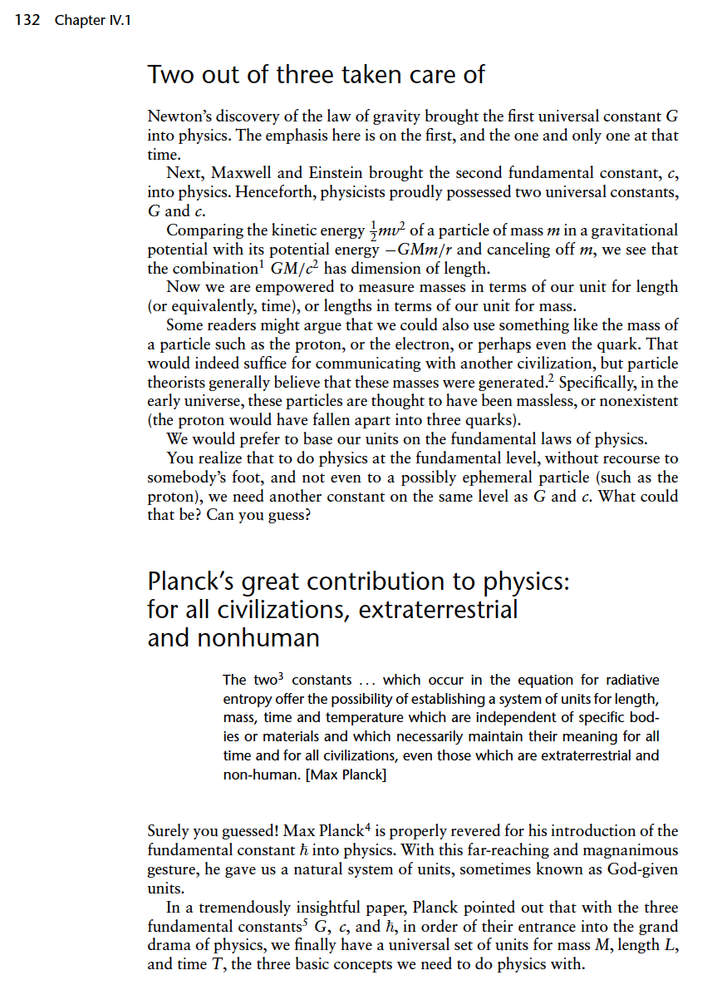 132 Chapter IV.1
Two out of three taken care of
Newton's discovery of the law of gravity brought the first universal constant G
into physics. The emphasis here is on the first, and the one and only one at that
time.
Next, Maxwell and Einstein brought the second fundamental constant, c,
into physics. Henceforth, physicists proudly possessed two universal constants,
G and c.
Comparing the kinetic energy ½mv² of a particle of mass m in a gravitational
potential with its potential energy −GMm/r and canceling off m, we see that
the combination¹ GM/c² has dimension of length.
Now we are empowered to measure masses in terms of our unit for length
(or equivalently, time), or lengths in terms of our unit for mass.
Some readers might argue that we could also use something like the mass of
a particle such as the proton, or the electron, or perhaps even the quark. That
would indeed suffice for communicating with another civilization, but particle
theorists generally believe that these masses were generated.² Specifically, in the
early universe, these particles are thought to have been massless, or nonexistent
(the proton would have fallen apart into three quarks).
We would prefer to base our units on the fundamental laws of physics.
You realize that to do physics at the fundamental level, without recourse to
somebody's foot, and not even to a possibly ephemeral particle (such as the
proton), we need another constant on the same level as G and c. What could
that be? Can you guess?
Planck's great contribution to physics:
for all civilizations, extraterrestrial
and nonhuman
The two³ constants ... which occur in the equation for radiative
entropy offer the possibility of establishing a system of units for length,
mass, time and temperature which are independent of specific bod-
ies or materials and which necessarily maintain their meaning for all
time and for all civilizations, even those which are extraterrestrial and
non-human. [Max Planck]
Surely you guessed! Max Planck⁴ is properly revered for his introduction of the
fundamental constant ℏ into physics. With this far-reaching and magnanimous
gesture, he gave us a natural system of units, sometimes known as God-given
units.
In a tremendously insightful paper, Planck pointed out that with the three
fundamental constants⁵ G, c, and ℏ, in order of their entrance into the grand
drama of physics, we finally have a universal set of units for mass M, length L,
and time T, the three basic concepts we need to do physics with.